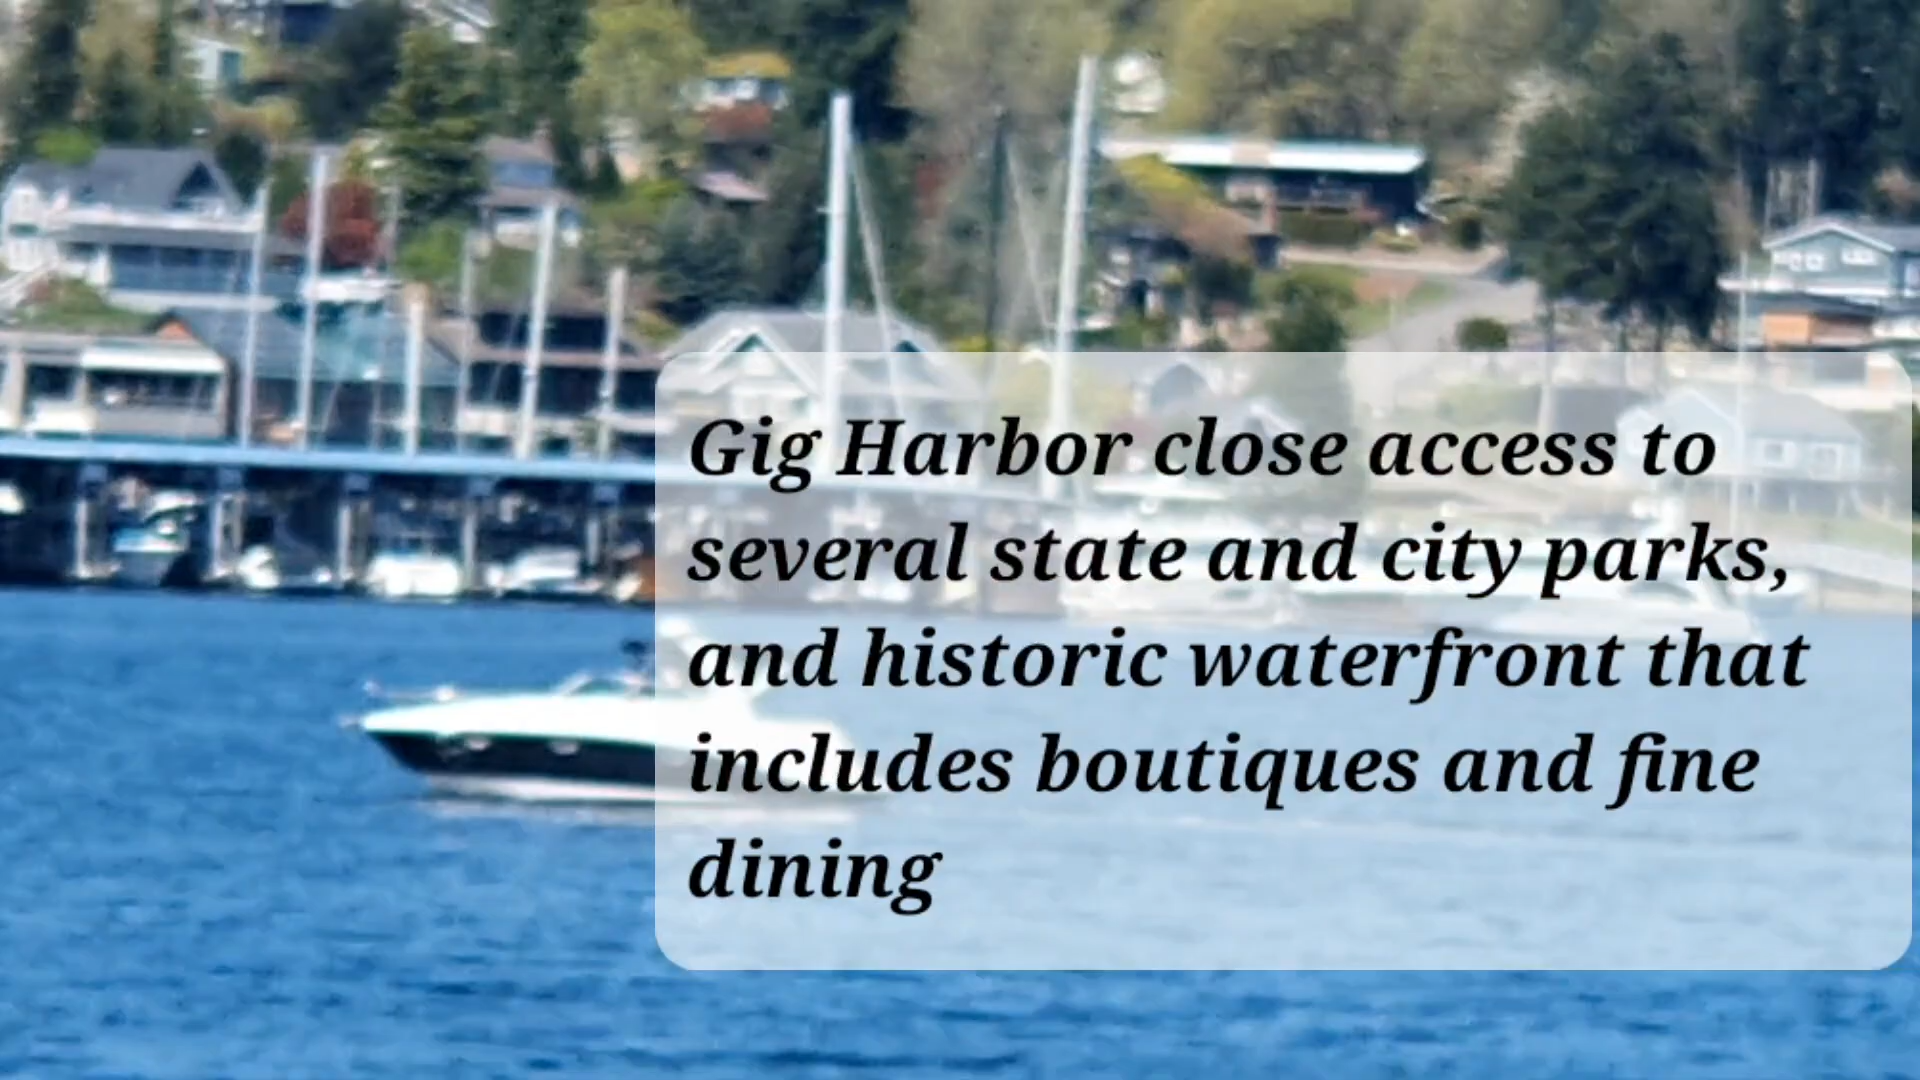 Gig Harbor close access to
several state and city parks,
and historic waterfront that
includes boutiques and fine
dining